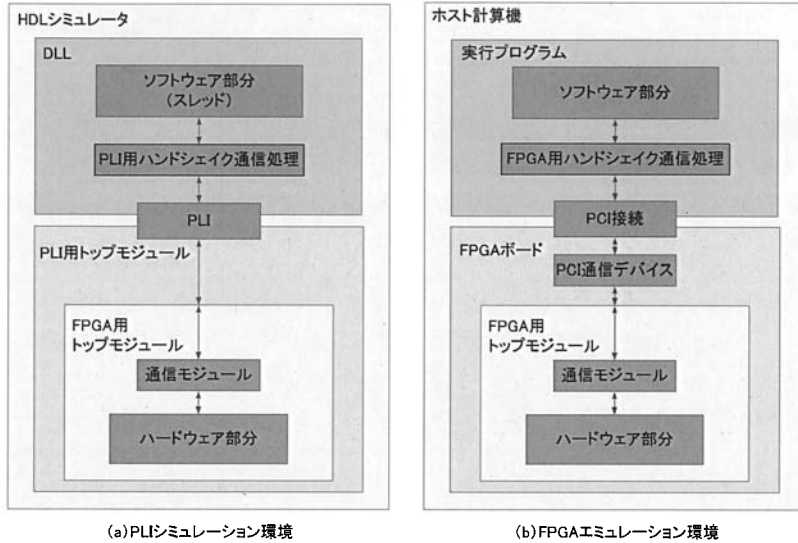 HDLシミュレータ
DLL
ソフトウェア部分
(スレッド)
PLI用ハンドシェイク通信処理
PLI
PLI用トップモジュール
FPGA用
トップモジュール
通信モジュール
ハードウェア部分
(a)PLIシミュレーション環境
ホスト計算機
実行プログラム
ソフトウェア部分
FPGA用ハンドシェイク通信処理
PCI接続
FPGAボード
PCI通信デバイス
FPGA用
トップモジュール
通信モジュール
ハードウェア部分
(b)FPGAエミュレーション環境